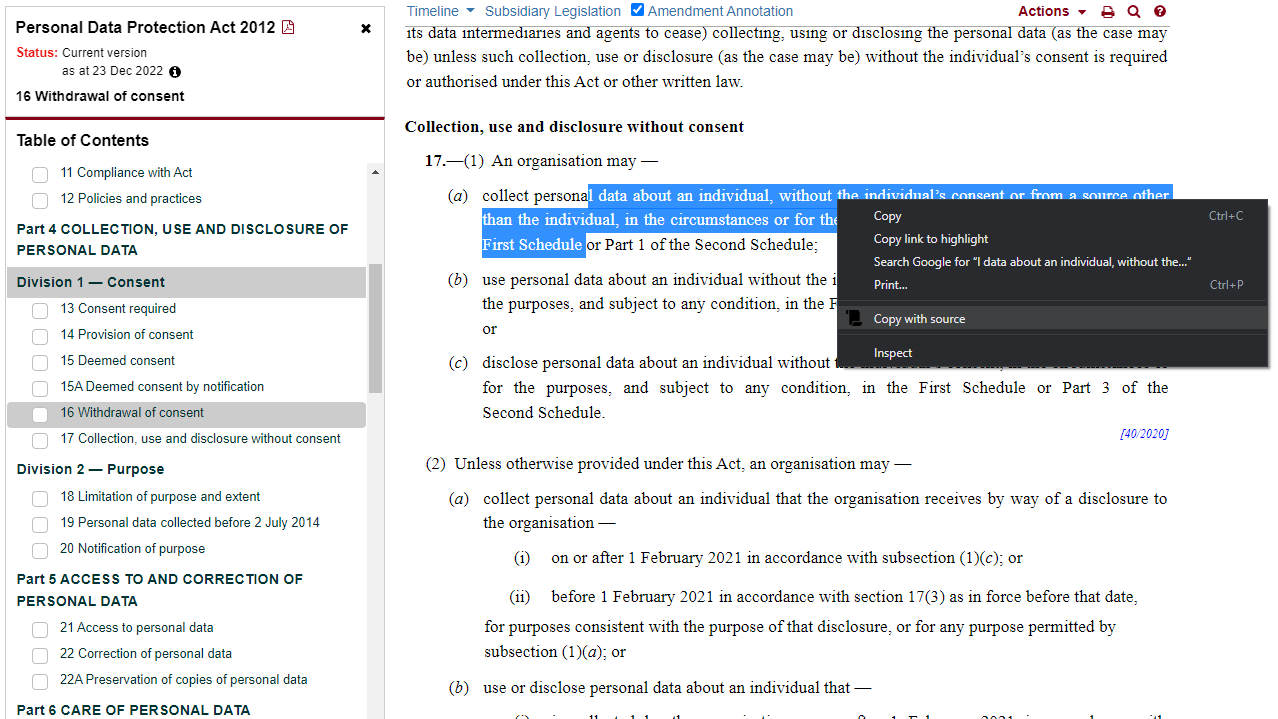 Personal Data Protection Act 2012
Status: Current version
as at 23 Dec 2022
16 Withdrawal of consent
Table of Contents
11 Compliance with Act
12 Policies and practices
Part 4 COLLECTION, USE AND DISCLOSURE OF
PERSONAL DATA
Division 1 — Consent
13 Consent required
14 Provision of consent
15 Deemed consent
15A Deemed consent by notification
16 Withdrawal of consent
17 Collection, use and disclosure without consent
Division 2 — Purpose
18 Limitation of purpose and extent
19 Personal data collected before 2 July 2014
20 Notification of purpose
Part 5 ACCESS TO AND CORRECTION OF
PERSONAL DATA
21 Access to personal data
22 Correction of personal data
22A Preservation of copies of personal data
Part 6 CARE OF PERSONAL DATA
Timeline Subsidiary Legislation Amendment Annotation Actions
its data intermediaries and agents to cease) collecting, using or disclosing the personal data (as the case may
be) unless such collection, use or disclosure (as the case may be) without the individual’s consent is required
or authorised under this Act or other written law.
Collection, use and disclosure without consent
17.—(1) An organisation may —
(a) collect personal data about an individual, without the individual’s consent or from a source other
than the individual, in the circumstances or for the
First Schedule or Part 1 of the Second Schedule;
(b) use personal data about an individual without the i
the purposes, and subject to any condition, in the F
or
(c) disclose personal data about an individual without
for the purposes, and subject to any condition, in the First Schedule or Part 3 of the
Second Schedule.
[40/2020]
(2) Unless otherwise provided under this Act, an organisation may —
(a) collect personal data about an individual that the organisation receives by way of a disclosure to
the organisation —
(i) on or after 1 February 2021 in accordance with subsection (1)(c); or
(ii) before 1 February 2021 in accordance with section 17(3) as in force before that date,
for purposes consistent with the purpose of that disclosure, or for any purpose permitted by
subsection (1)(a); or
(b) use or disclose personal data about an individual that —
Copy Ctrl+C
Copy link to highlight
Search Google for “l data about an individual, without the...”
Print... Ctrl+P
Copy with source
Inspect